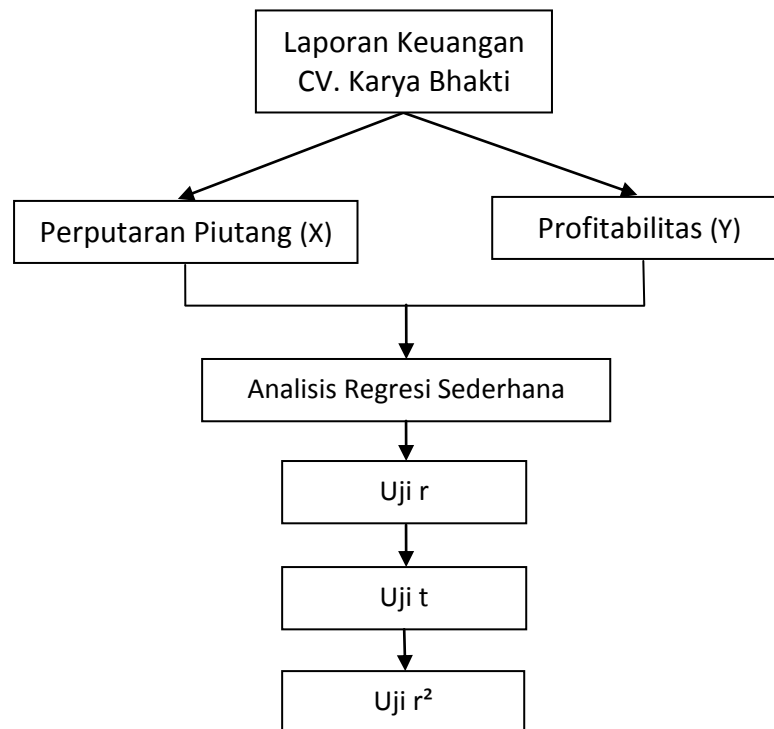 Laporan Keuangan
CV. Karya Bhakti
Perputaran Piutang (X)
Profitabilitas (Y)
Analisis Regresi Sederhana
Uji r
Uji t
Uji r²